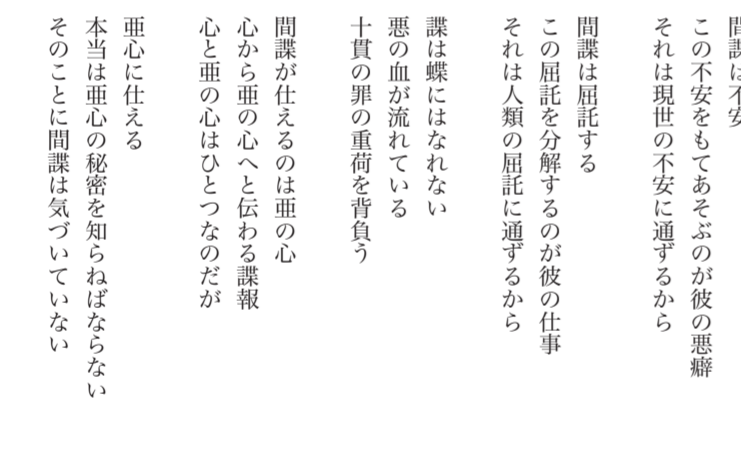 間諜は不安
この不安をもてあそぶのが彼の悪癖
それは現世の不安に通ずるから
間諜は屈託する
この屈託を分解するのが彼の仕事
それは人類の屈託に通ずるから
諜は蝶にはなれない
悪の血が流れている
十貫の罪の重荷を背負う
間諜が仕えるのは亜の心
心から亜の心へと伝わる諜報
心と亜の心はひとつなのだが
亜心に仕える
本当は亜心の秘密を知らねばならない
そのことに間諜は気づいていない